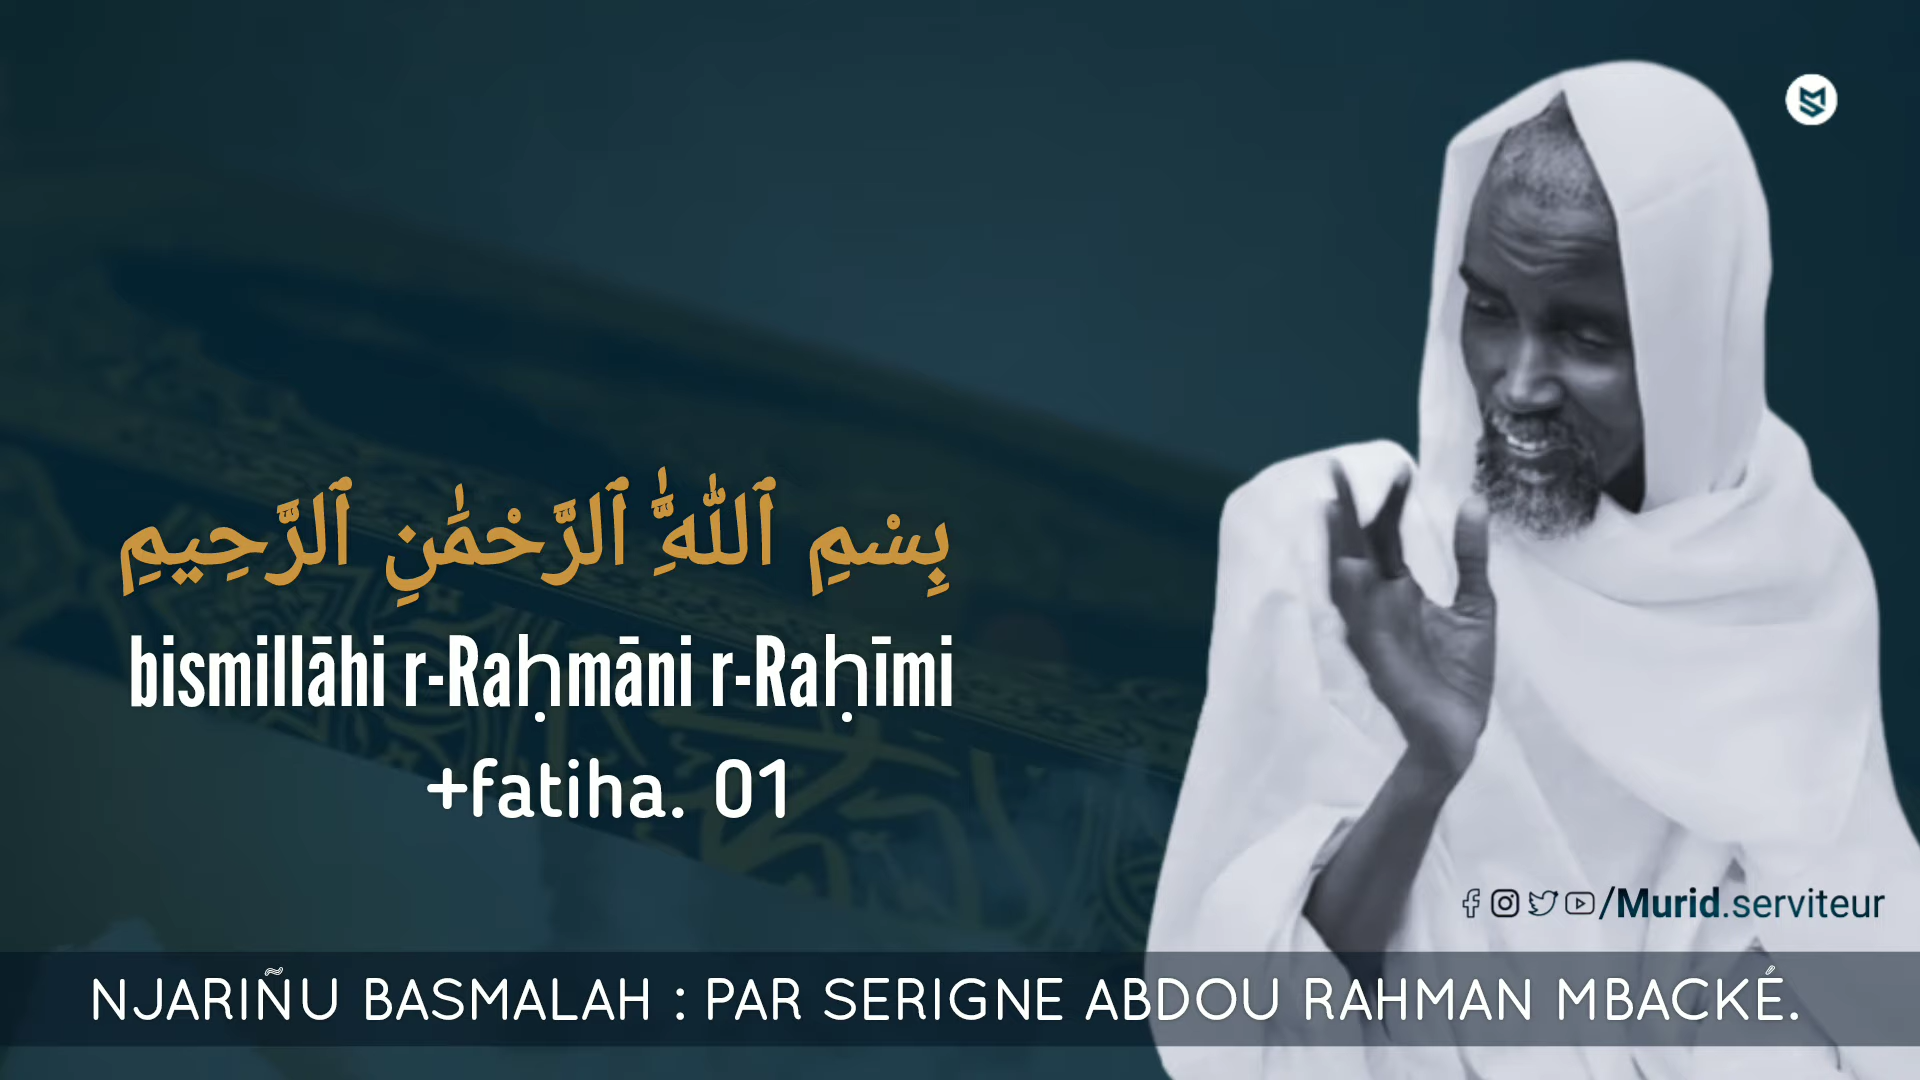 بِسْمِ ٱللَّهِ ٱلرَّحْمَٰنِ ٱلرَّحِيمِ
bismillāhi r-Raḥmāni r-Raḥīmi
+fatiha. 01
/Murid.serviteur
NJARIÑU BASMALAH : PAR SERIGNE ABDOU RAHMAN MBACKÉ.